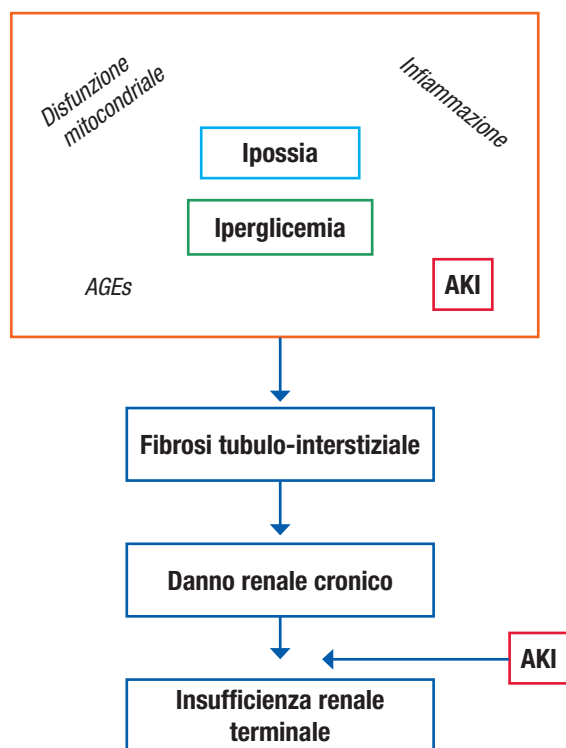 Disfunzione
mitocondriale
Infiammazione
Ipossia
Iperglicemia
AGEs
AKI
Fibrosi tubulo-interstiziale
Danno renale cronico
AKI
Insufficienza renale
terminale